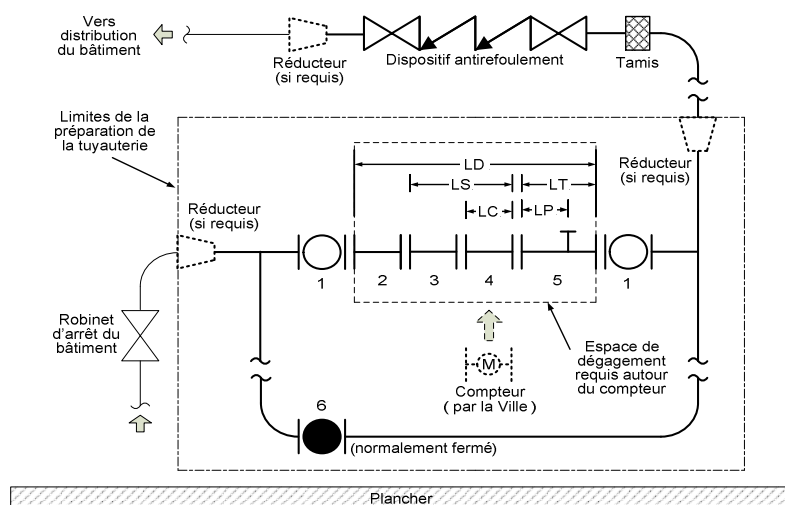 Vers
distribution
du bâtiment
Réducteur
(si requis)
Dispositif antirefoulement
Tamis
Limites de la
préparation de
la tuyauterie
Réducteur
(si requis)
LD
LS
LT
LC
LP
Réducteur
(si requis)
1
2
3
4
5
1
Robinet
d'arrêt du
bâtiment
M
Compteur
(par la Ville)
Espace de
dégagement
requis autour
du compteur
6
(normalement fermé)
Plancher